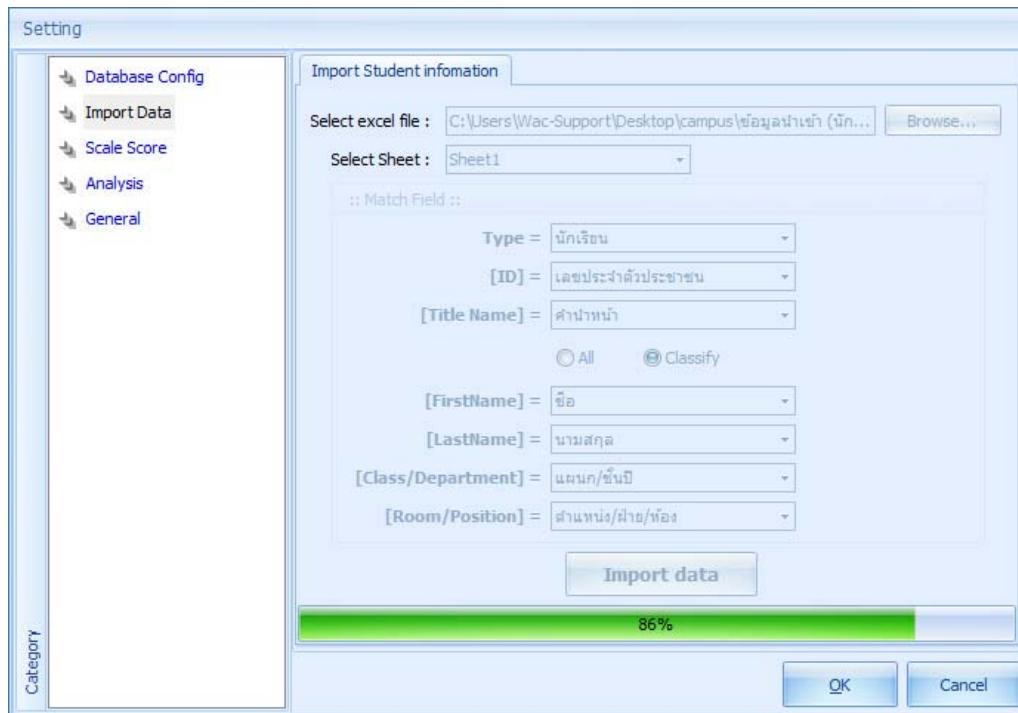 Setting
Database Config
Import Data
Scale Score
Analysis
General
Category
Import Student infomation
Select excel file : C:\Users\Wac-Support\Desktop\campus\ข้อมูลนำเข้า (นัก... Browse...
Select Sheet : Sheet1
:: Match Field ::
Type = นักเรียน
[ID] = เลขประจำตัวประชาชน
[Title Name] = คำนำหน้า
All Classify
[FirstName] = ชื่อ
[LastName] = นามสกุล
[Class/Department] = แผนก/ชั้นปี
[Room/Position] = ตำแหน่ง/ฝ่าย/ห้อง
Import data
86%
OK Cancel